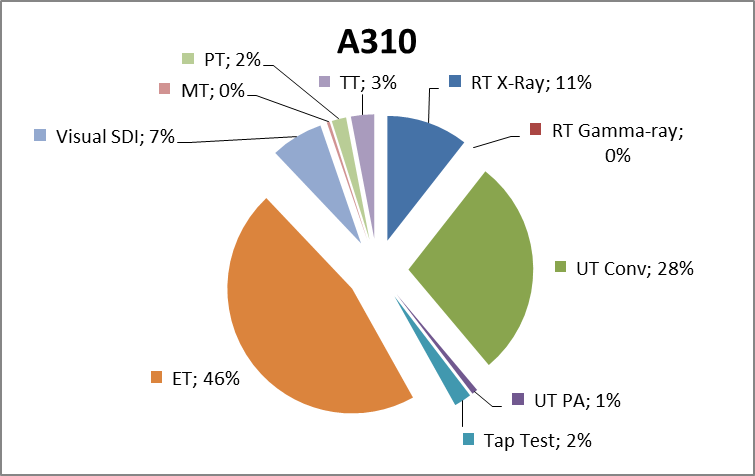 A310
PT; 2%
MT; 0%
TT; 3%
RT X-Ray; 11%
Visual SDI; 7%
RT Gamma-ray;
0%
UT Conv; 28%
ET; 46%
UT PA; 1%
Tap Test; 2%